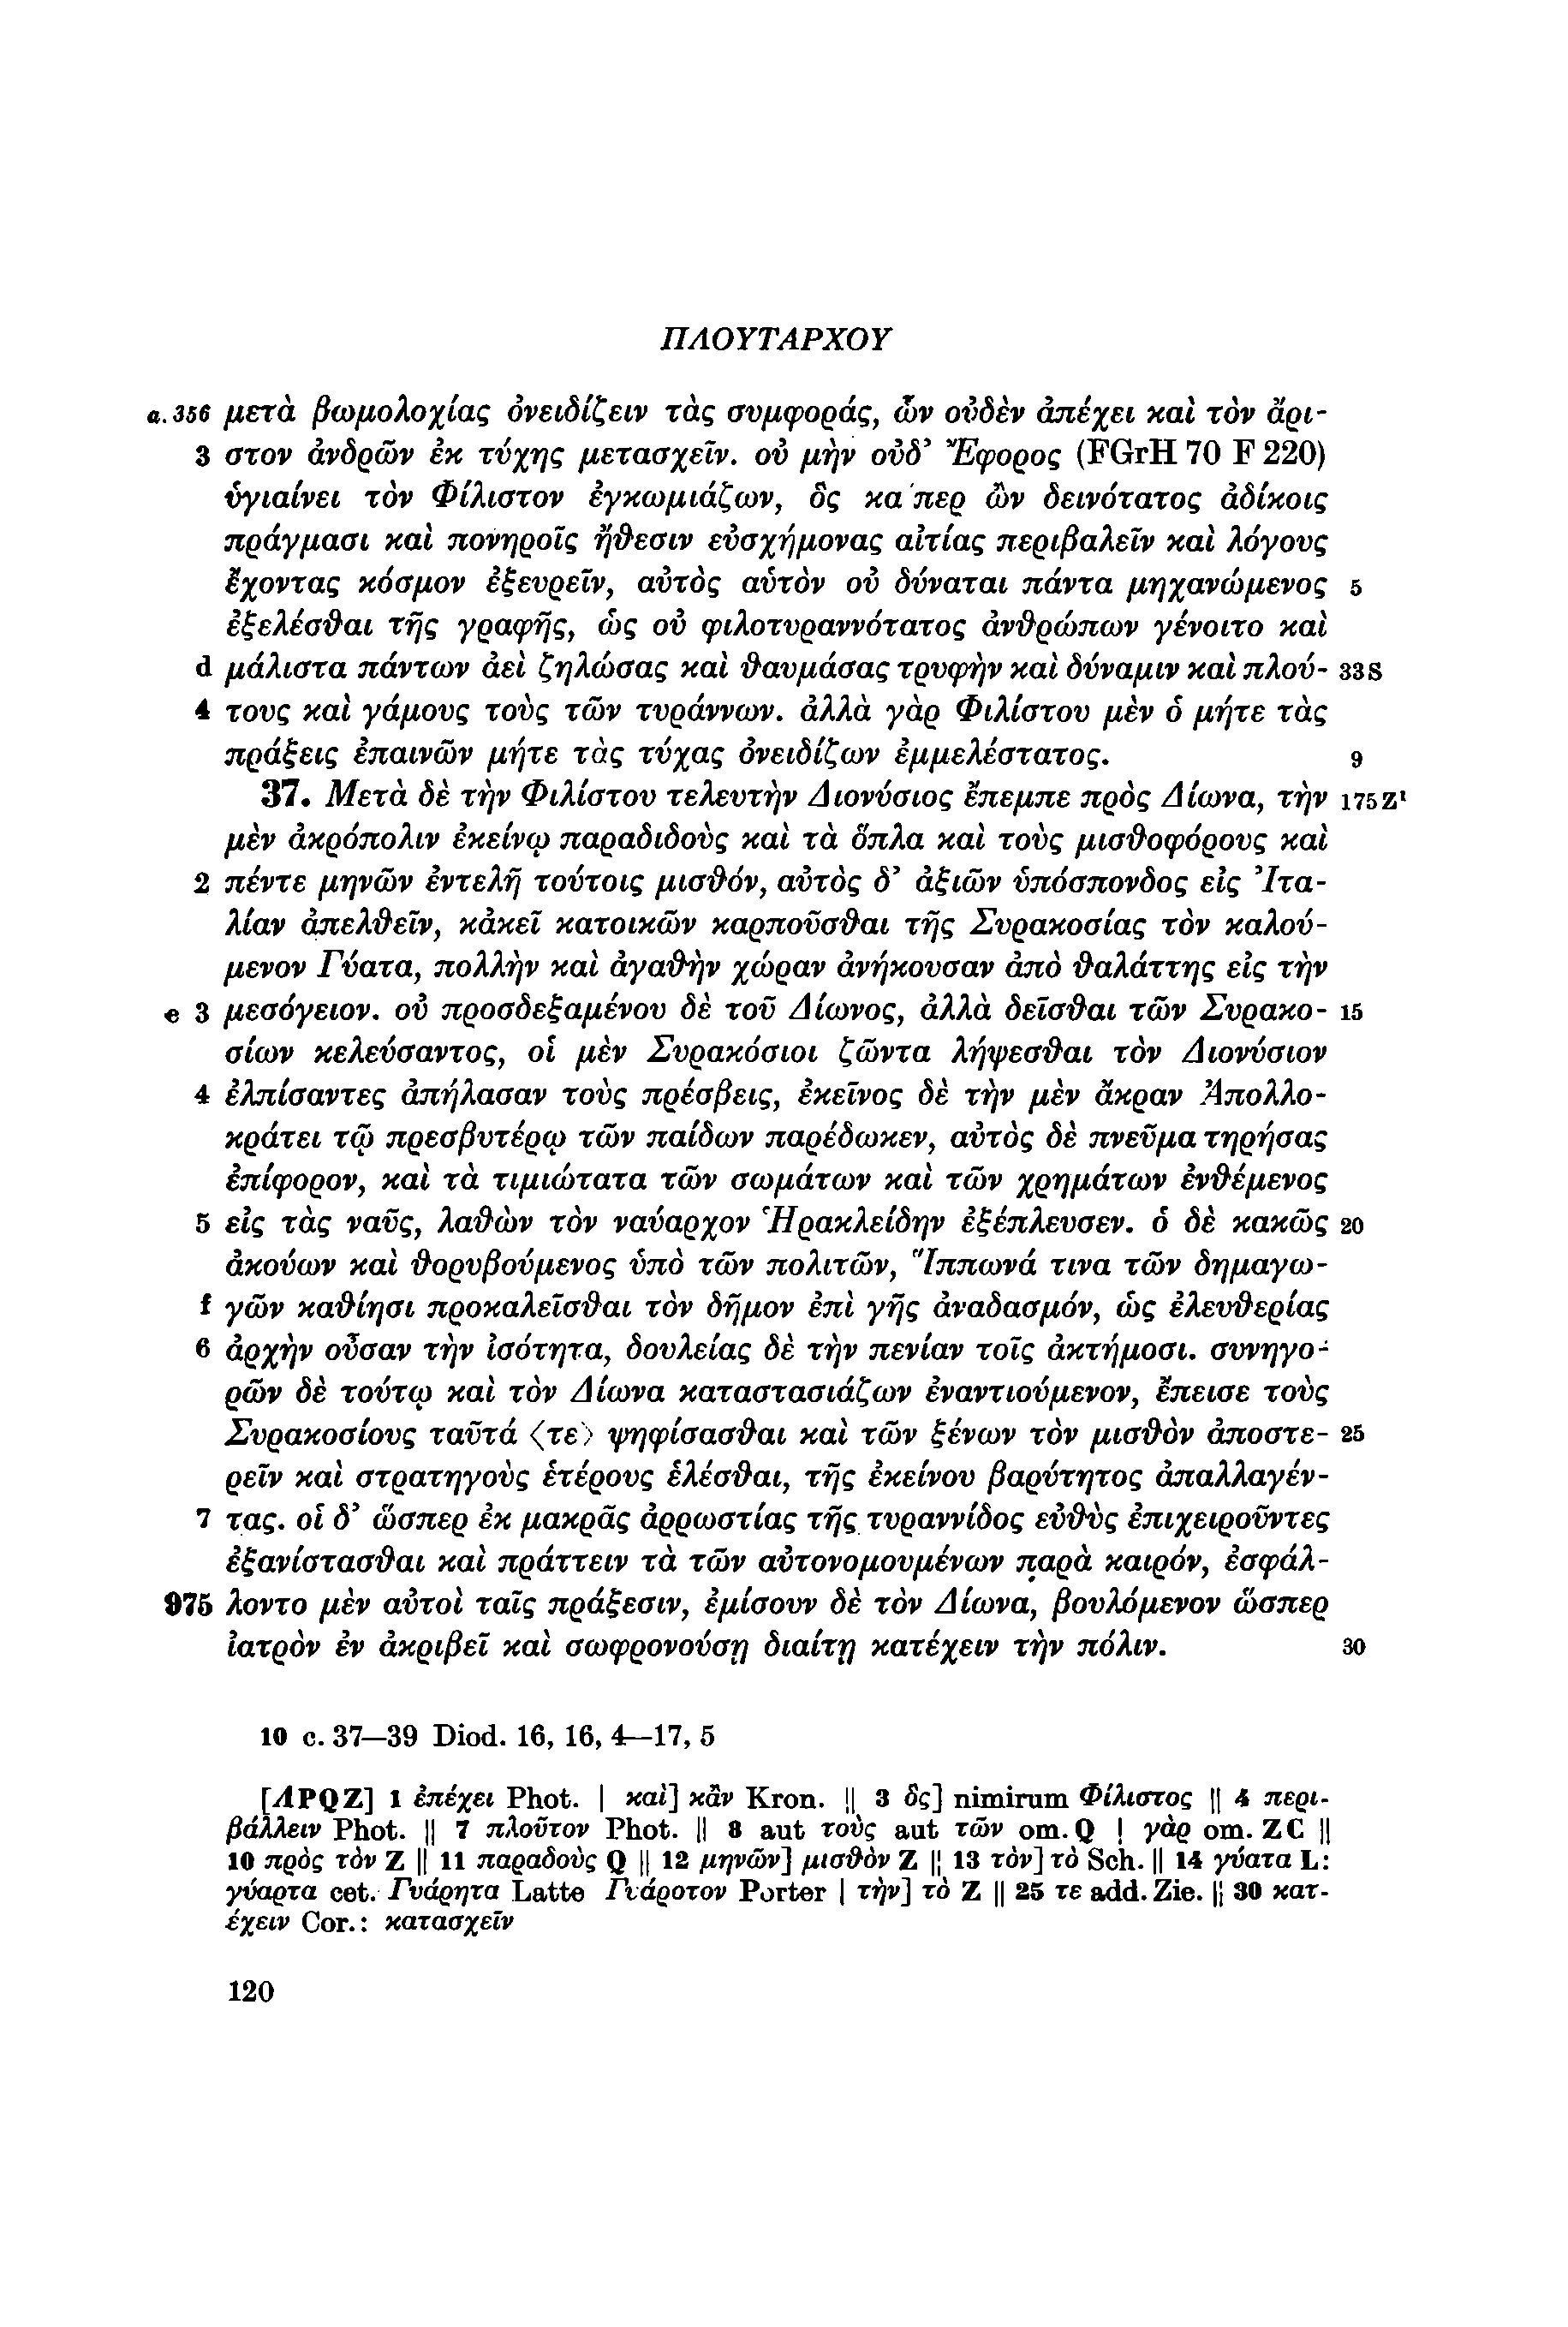 ΠΛΟΥΤΑΡΧΟΥ
a. 356 μετὰ βωμολοχίας ὀνειδίζειν τὰς συμφοράς, ὧν οὐδὲν ἀπέχει καὶ τὸν ἄρι-
3 στον ἀνδρῶν ἐκ τύχης μετασχεῖν. οὐ μὴν οὐδ’ Ἔφορος (FGrH 70 F 220)
ὑγιαίνει τὸν Φίλιστον ἐγκωμιάζων, ὃς καίπερ ὢν δεινότατος ἀδίκοις
πράγμασι καὶ πονηροῖς ἤθεσιν εὐσχήμονας αἰτίας περιβαλεῖν καὶ λόγους
ἔχοντας κόσμον ἐξευρεῖν, αὐτὸς αὑτὸν οὐ δύναται πάντα μηχανώμενος 5
ἐξελέσθαι τῆς γραφῆς, ὡς οὐ φιλοτυραννότατος ἀνθρώπων γένοιτο καὶ
d μάλιστα πάντων ἀεὶ ζηλώσας καὶ θαυμάσας τρυφὴν καὶ δύναμιν καὶ πλού- 33 S
4 τους καὶ γάμους τοὺς τῶν τυράννων. ἀλλὰ γὰρ Φιλίστου μὲν ὁ μήτε τὰς
πράξεις ἐπαινῶν μήτε τὰς τύχας ὀνειδίζων ἐμμελέστατος. 9
37. Μετὰ δὲ τὴν Φιλίστου τελευτὴν Διονύσιος ἔπεμπε πρὸς Δίωνα, τὴν 175 Z¹
μὲν ἀκρόπολιν ἐκείνῳ παραδιδοὺς καὶ τὰ ὅπλα καὶ τοὺς μισθοφόρους καὶ
2 πέντε μηνῶν ἐντελῆ τούτοις μισθόν, αὐτὸς δ’ ἀξιῶν ὑπόσπονδος εἰς Ἰτα-
λίαν ἀπελθεῖν, κἀκεῖ κατοικῶν καρποῦσθαι τῆς Συρακοσίας τὸν καλού-
μενον Γύατα, πολλὴν καὶ ἀγαθὴν χώραν ἀνήκουσαν ἀπὸ θαλάττης εἰς τὴν
e 3 μεσόγειον. οὐ προσδεξαμένου δὲ τοῦ Δίωνος, ἀλλὰ δεῖσθαι τῶν Συρακο- 15
σίων κελεύσαντος, οἱ μὲν Συρακόσιοι ζῶντα λήψεσθαι τὸν Διονύσιον
4 ἐλπίσαντες ἀπήλασαν τοὺς πρέσβεις, ἐκεῖνος δὲ τὴν μὲν ἄκραν Ἀπολλο-
κράτει τῷ πρεσβυτέρῳ τῶν παίδων παρέδωκεν, αὐτὸς δὲ πνεῦμα τηρήσας
ἐπίφορον, καὶ τὰ τιμιώτατα τῶν σωμάτων καὶ τῶν χρημάτων ἐνθέμενος
5 εἰς τὰς ναῦς, λαθὼν τὸν ναύαρχον Ἡρακλείδην ἐξέπλευσεν. ὁ δὲ κακῶς 20
ἀκούων καὶ θορυβούμενος ὑπὸ τῶν πολιτῶν, Ἵππωνά τινα τῶν δημαγω-
f γῶν καθίησι προκαλεῖσθαι τὸν δῆμον ἐπὶ γῆς ἀναδασμόν, ὡς ἐλευθερίας
6 ἀρχὴν οὖσαν τὴν ἰσότητα, δουλείας δὲ τὴν πενίαν τοῖς ἀκτήμοσι. συνηγο-
ρῶν δὲ τούτῳ καὶ τὸν Δίωνα καταστασιάζων ἐναντιούμενον, ἔπεισε τοὺς
Συρακοσίους ταῦτά ⟨τε⟩ ψηφίσασθαι καὶ τῶν ξένων τὸν μισθὸν ἀποστε- 25
ρεῖν καὶ στρατηγοὺς ἑτέρους ἑλέσθαι, τῆς ἐκείνου βαρύτητος ἀπαλλαγέν-
7 τας. οἱ δ’ ὥσπερ ἐκ μακρᾶς ἀρρωστίας τῆς τυραννίδος εὐθὺς ἐπιχειροῦντες
ἐξανίστασθαι καὶ πράττειν τὰ τῶν αὐτονομουμένων παρὰ καιρόν, ἐσφάλ-
975 λοντο μὲν αὐτοὶ ταῖς πράξεσιν, ἐμίσουν δὲ τὸν Δίωνα, βουλόμενον ὥσπερ
ἰατρὸν ἐν ἀκριβεῖ καὶ σωφρονούσῃ διαίτῃ κατέχειν τὴν πόλιν. 30
10 c. 37—39 Diod. 16, 16, 4—17, 5
[ΛPQZ] 1 ἐπέχει Phot. | καὶ] κἂν Kron. || 3 ὃς] nimirum Φίλιστος || 4 περι-
βάλλειν Phot. || 7 πλοῦτον Phot. || 8 aut τοὺς aut τῶν om. Q | γὰρ om. ZC ||
10 πρὸς τὸν Z || 11 παραδοὺς Q || 12 μηνῶν] μισθὸν Z || 13 τὸν] τὸ Sch. || 14 γύατα L:
γύαρτα cet. Γυάρητα Latte Γιάροτον Porter | τὴν] τὸ Z || 25 τε add. Zie. || 30 κατ-
έχειν Cor.: κατασχεῖν
120